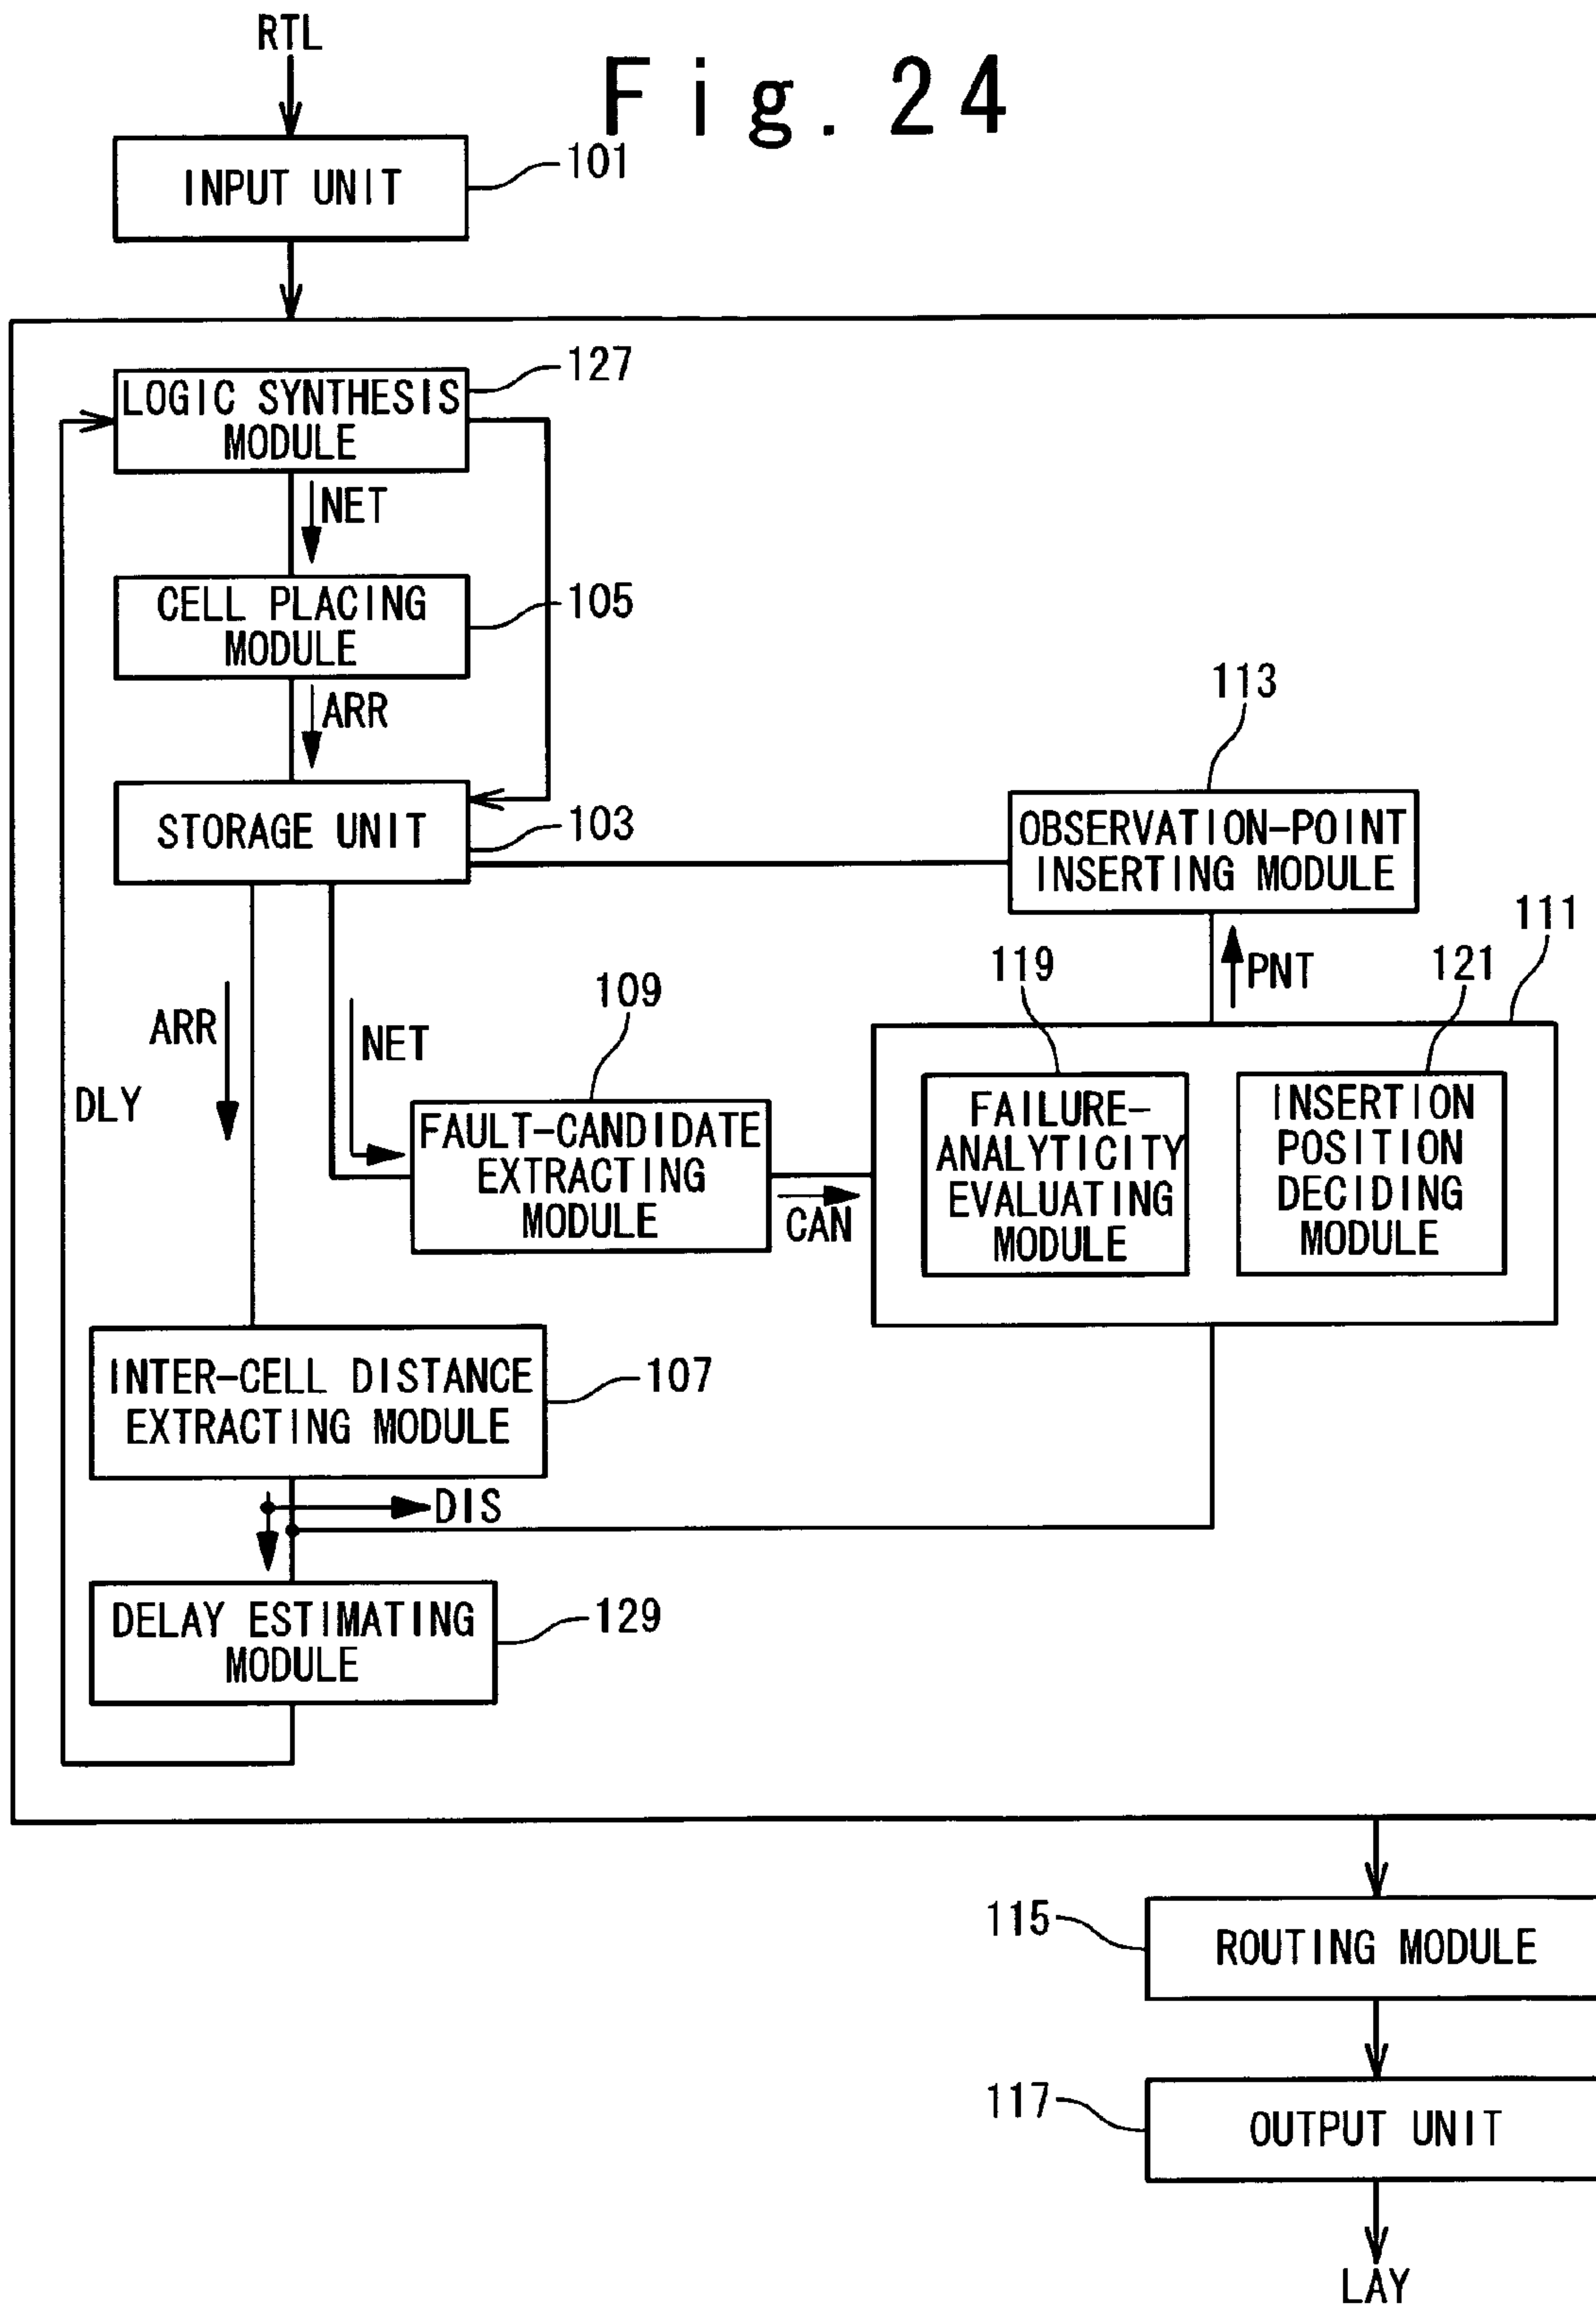 RTL
Fig. 24
INPUT UNIT
101
LOGIC SYNTHESIS
MODULE
127
NET
CELL PLACING
MODULE
105
ARR
STORAGE UNIT
103
113
OBSERVATION-POINT
INSERTING MODULE
111
PNT
119
121
ARR
NET
109
DLY
FAULT-CANDIDATE
EXTRACTING
MODULE
CAN
FAILURE-
ANALYTICITY
EVALUATING
MODULE
INSERTION
POSITION
DECIDING
MODULE
INTER-CELL DISTANCE
EXTRACTING MODULE
107
DIS
DELAY ESTIMATING
MODULE
129
115
ROUTING MODULE
117
OUTPUT UNIT
LAY